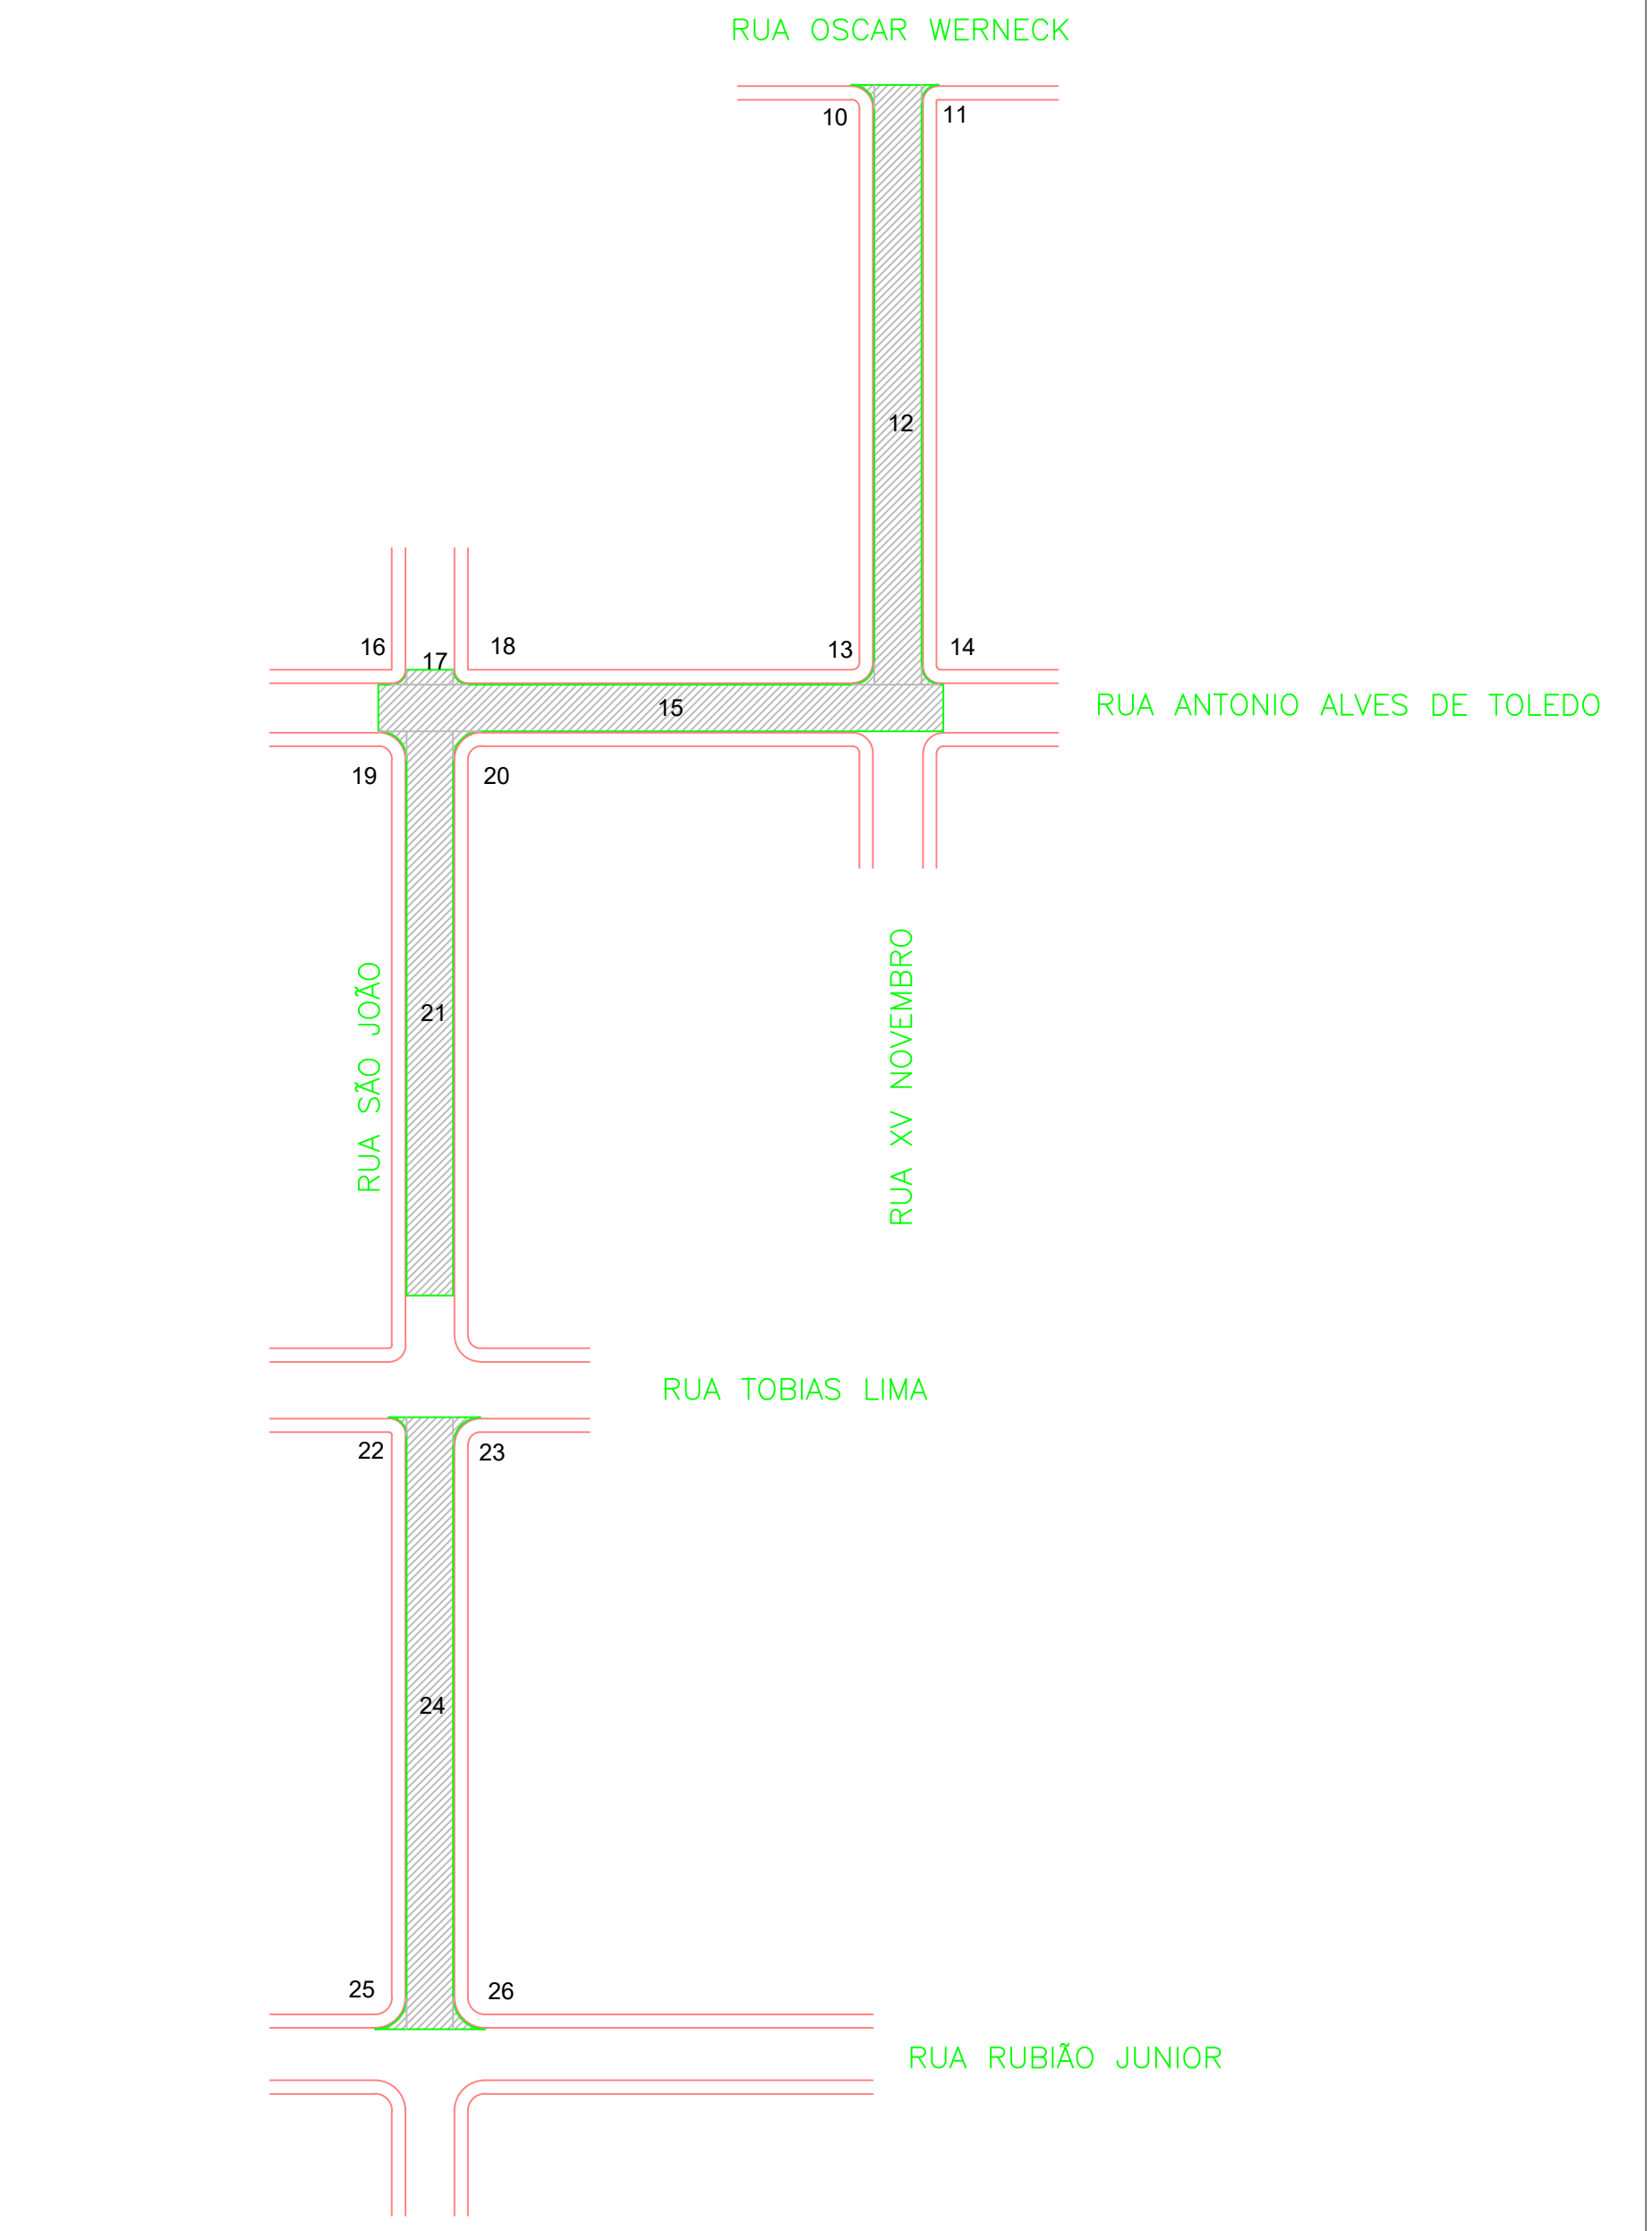 RUA OSCAR WERNECK
10
11
12
16
17
18
13
14
15
RUA ANTONIO ALVES DE TOLEDO
19
20
21
RUA SÃO JOÃO
RUA XV NOVEMBRO
RUA TOBIAS LIMA
22
23
24
25
26
RUA RUBIÃO JUNIOR